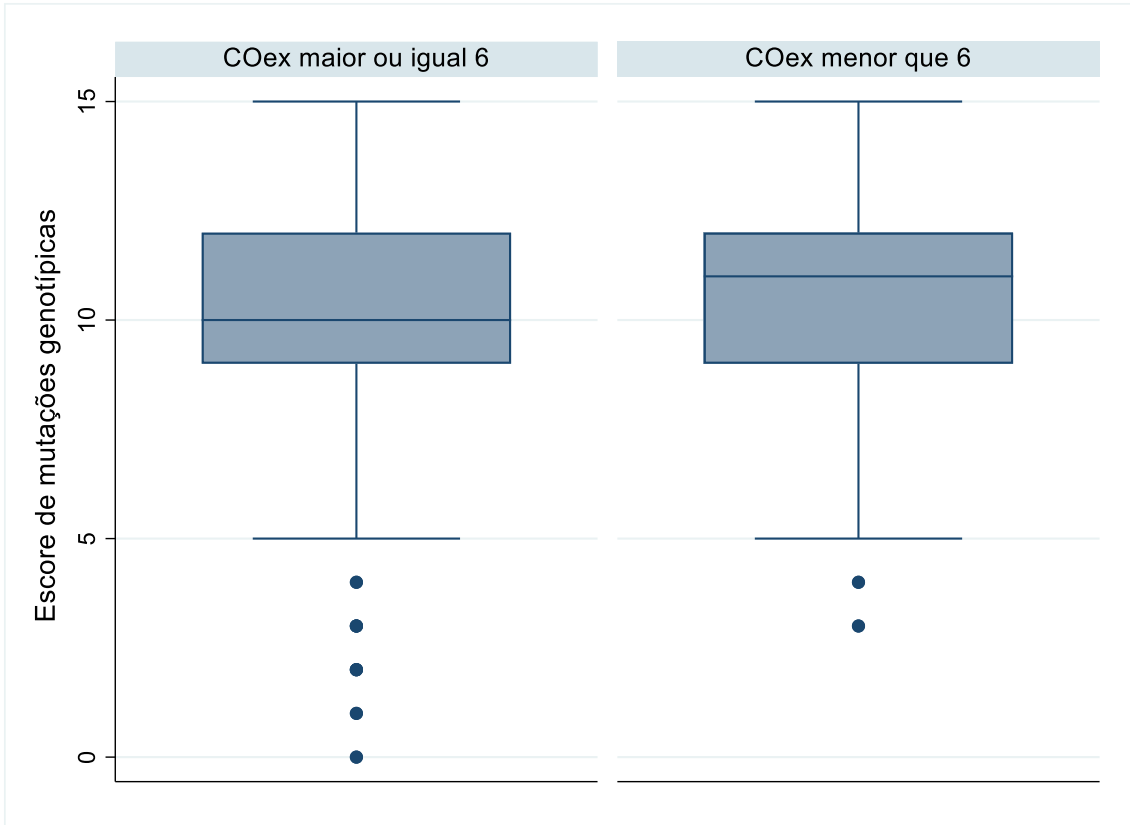 COex maior ou igual 6
COex menor que 6
Escore de mutações genotípicas
15
10
5
0